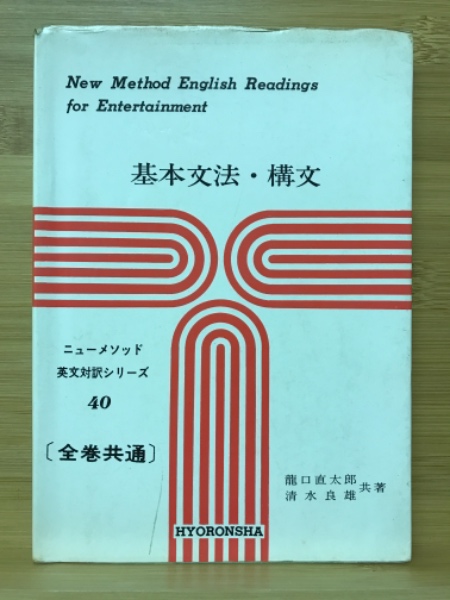 New Method English Readings
for Entertainment
基本文法・構文
ニューメソッド
英文対訳シリーズ
40
〔全巻共通〕
龍口直太郎
清水良雄 共著
HYORONSHA